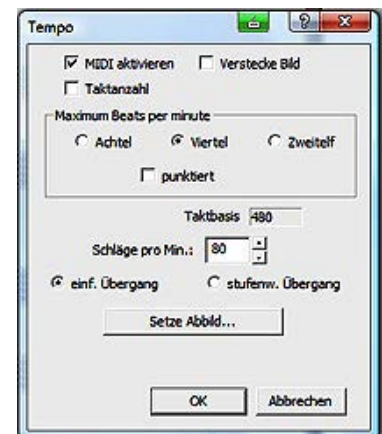 Tempo
MIDI aktivieren Verstecke Bild
Taktanzahl
Maximum Beats per minute
Achtel Viertel Zweitelf
punktiert
Taktbasis 480
Schläge pro Min.: 80
einf. Übergang stufenw. Übergang
Setze Abbild...
OK Abbrechen